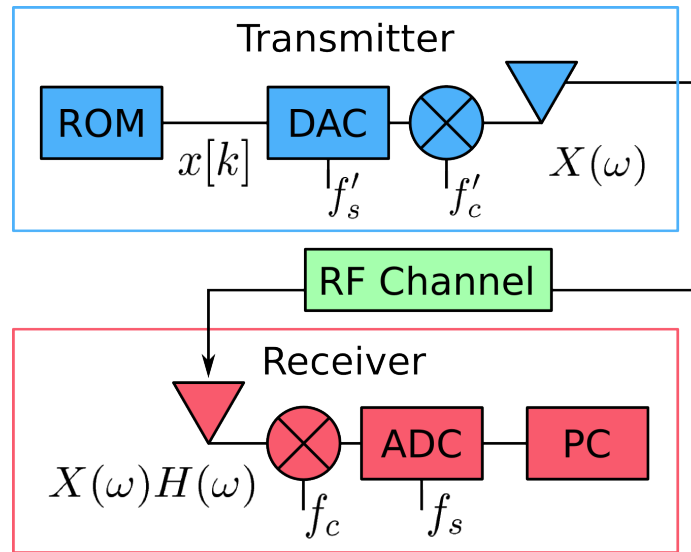 Transmitter
ROM
DAC
x[k]
f's
f'c
X(ω)
RF Channel
Receiver
ADC
PC
X(ω)H(ω)
fc
fs